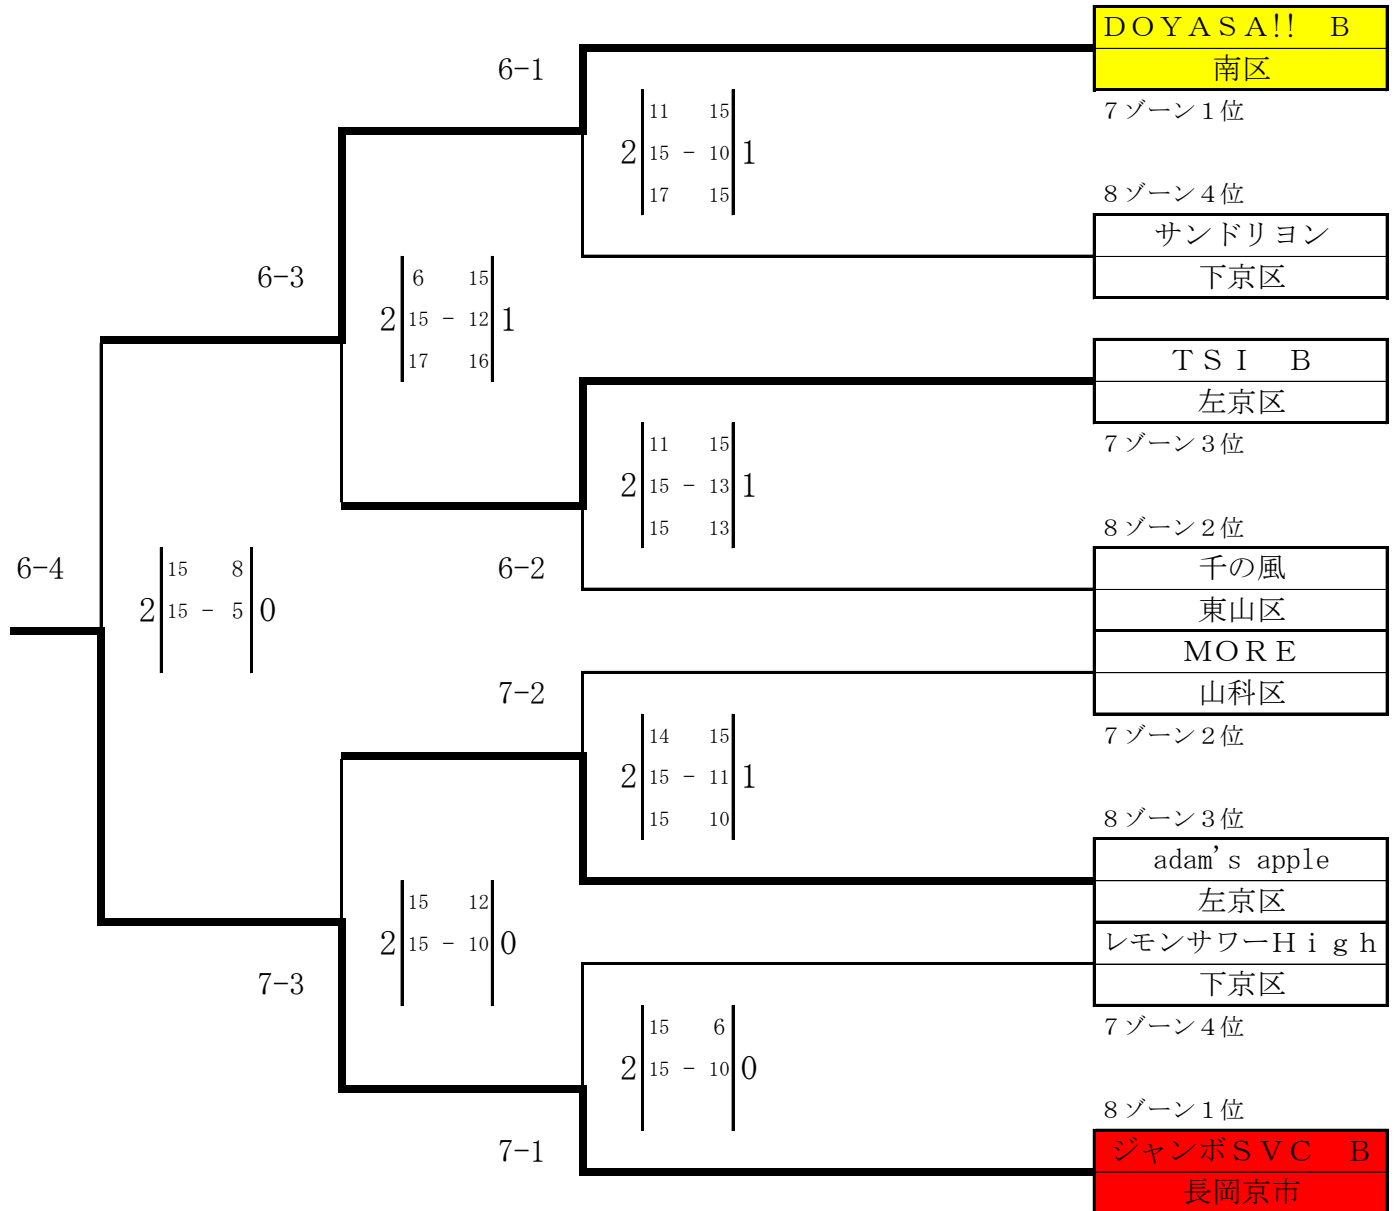 ＤＯＹＡＳＡ!!　Ｂ
南区
7ゾーン１位
6-1
11 15
2 15 - 10 1
17 15
8ゾーン４位
サンドリヨン
下京区
6-3
6 15
2 15 - 12 1
17 16
ＴＳＩ　Ｂ
左京区
7ゾーン３位
11 15
2 15 - 13 1
15 13
6-2
8ゾーン２位
千の風
東山区
6-4
15 8
2 15 - 5 0
ＭＯＲＥ
山科区
7ゾーン２位
7-2
14 15
2 15 - 11 1
15 10
8ゾーン３位
adam's apple
左京区
15 12
2 15 - 10 0
7-3
レモンサワーＨｉｇｈ
下京区
7ゾーン４位
15 6
2 15 - 10 0
8ゾーン１位
7-1
ジャンボＳＶＣ　Ｂ
長岡京市